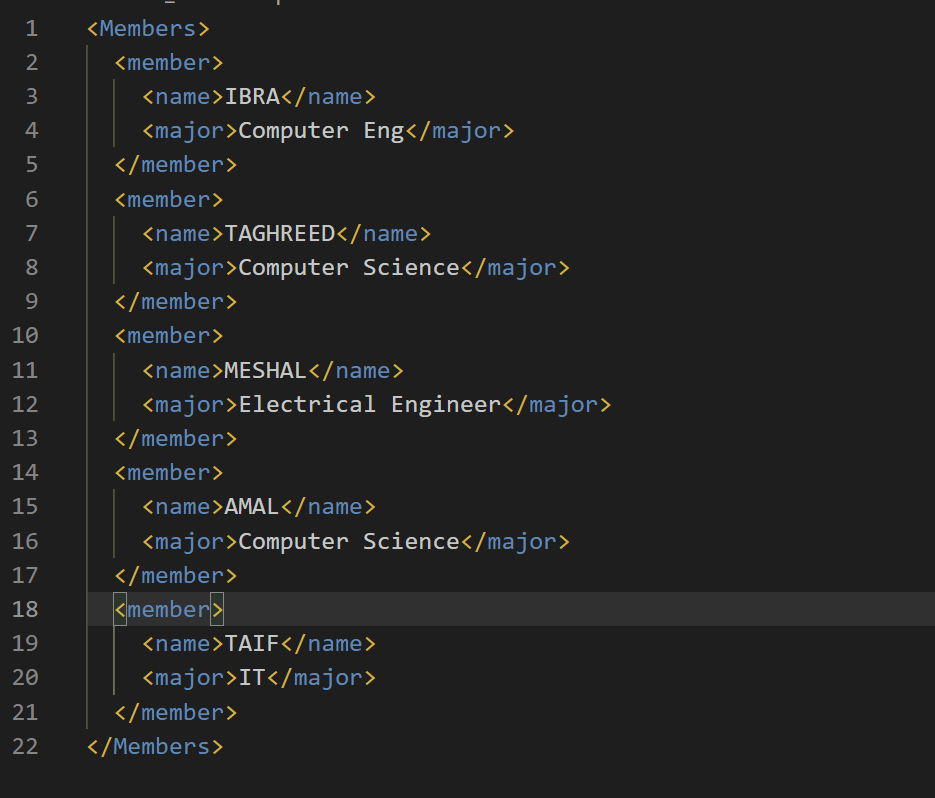 1 <Members>
2 <member>
3 <name>IBRA</name>
4 <major>Computer Eng</major>
5 </member>
6 <member>
7 <name>TAGHREED</name>
8 <major>Computer Science</major>
9 </member>
10 <member>
11 <name>MESHAL</name>
12 <major>Electrical Engineer</major>
13 </member>
14 <member>
15 <name>AMAL</name>
16 <major>Computer Science</major>
17 </member>
18 <member>
19 <name>TAIF</name>
20 <major>IT</major>
21 </member>
22 </Members>